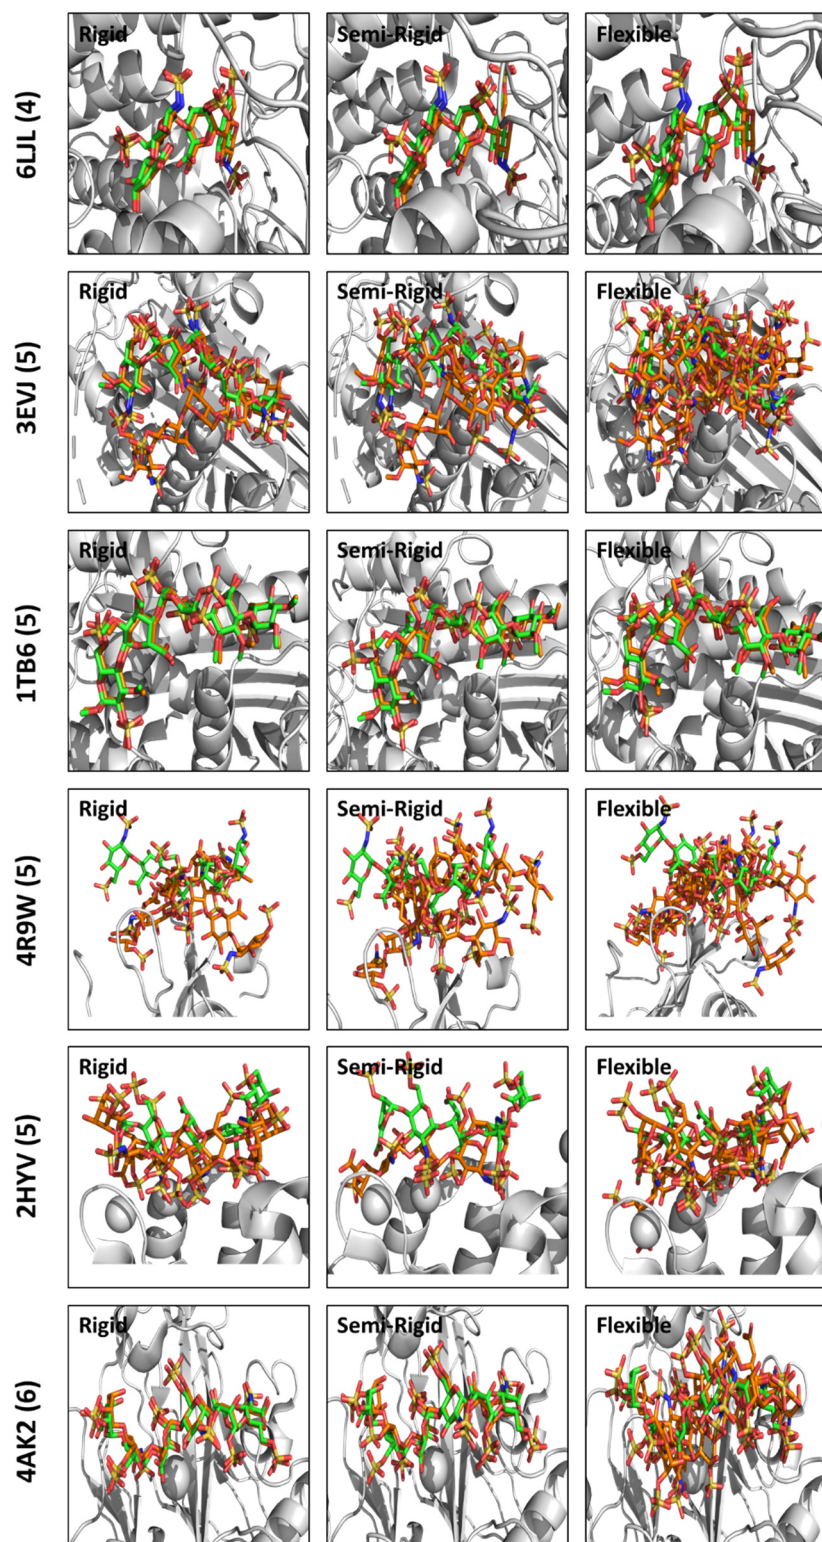 6LJL (4)
Rigid
Semi-Rigid
Flexible
3EVJ (5)
Rigid
Semi-Rigid
Flexible
1TB6 (5)
Rigid
Semi-Rigid
Flexible
4R9W (5)
Rigid
Semi-Rigid
Flexible
2HYV (5)
Rigid
Semi-Rigid
Flexible
4AK2 (6)
Rigid
Semi-Rigid
Flexible